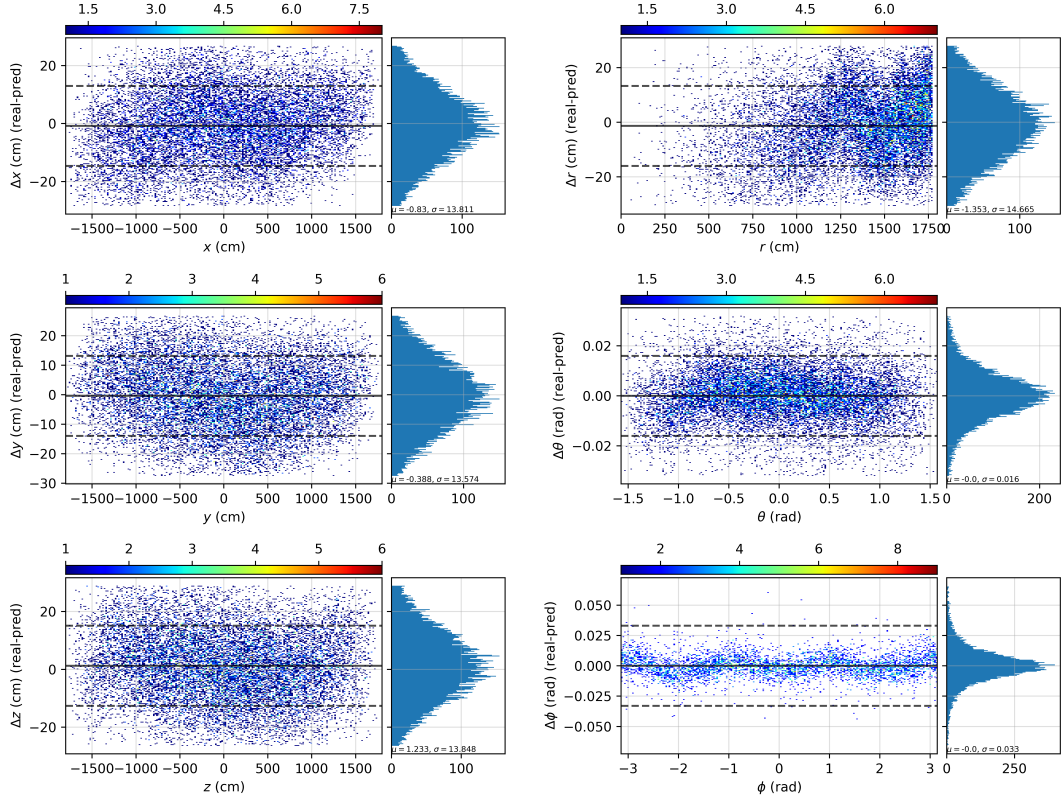 1.5 3.0 4.5 6.0 7.5
Δx (cm) (real-pred)
20
0
−20
−1500 −1000 −500 0 500 1000 1500
x (cm)
0 100
μ = -0.83, σ = 13.811
1.5 3.0 4.5 6.0
Δr (cm) (real-pred)
20
0
−20
0 250 500 750 1000 1250 1500 1750
r (cm)
0 100
μ = -1.353, σ = 14.665
1 2 3 4 5 6
Δy (cm) (real-pred)
20
10
0
−10
−20
−30
−1500 −1000 −500 0 500 1000 1500
y (cm)
0 100
μ = -0.388, σ = 13.574
1.5 3.0 4.5 6.0
Δθ (rad) (real-pred)
0.02
0.00
−0.02
−1.5 −1.0 −0.5 0.0 0.5 1.0 1.5
θ (rad)
0 200
μ = -0.0, σ = 0.016
1 2 3 4 5 6
Δz (cm) (real-pred)
20
0
−20
−1500 −1000 −500 0 500 1000 1500
z (cm)
0 100
μ = 1.233, σ = 13.848
2 4 6 8
Δϕ (rad) (real-pred)
0.050
0.025
0.000
−0.025
−0.050
−3 −2 −1 0 1 2 3
ϕ (rad)
0 250
μ = -0.0, σ = 0.033